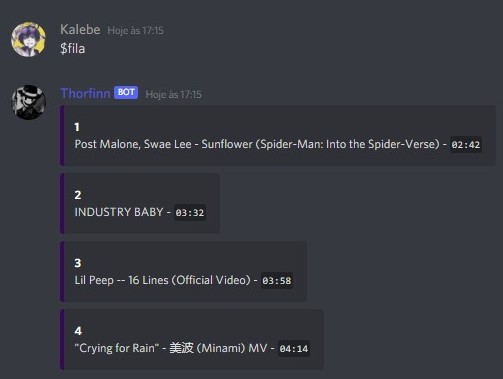 Kalebe Hoje às 17:15
$fila
Thorfinn BOT Hoje às 17:15
1
Post Malone, Swae Lee - Sunflower (Spider-Man: Into the Spider-Verse) - 02:42
2
INDUSTRY BABY - 03:32
3
Lil Peep -- 16 Lines (Official Video) - 03:58
4
"Crying for Rain" - 美波 (Minami) MV - 04:14